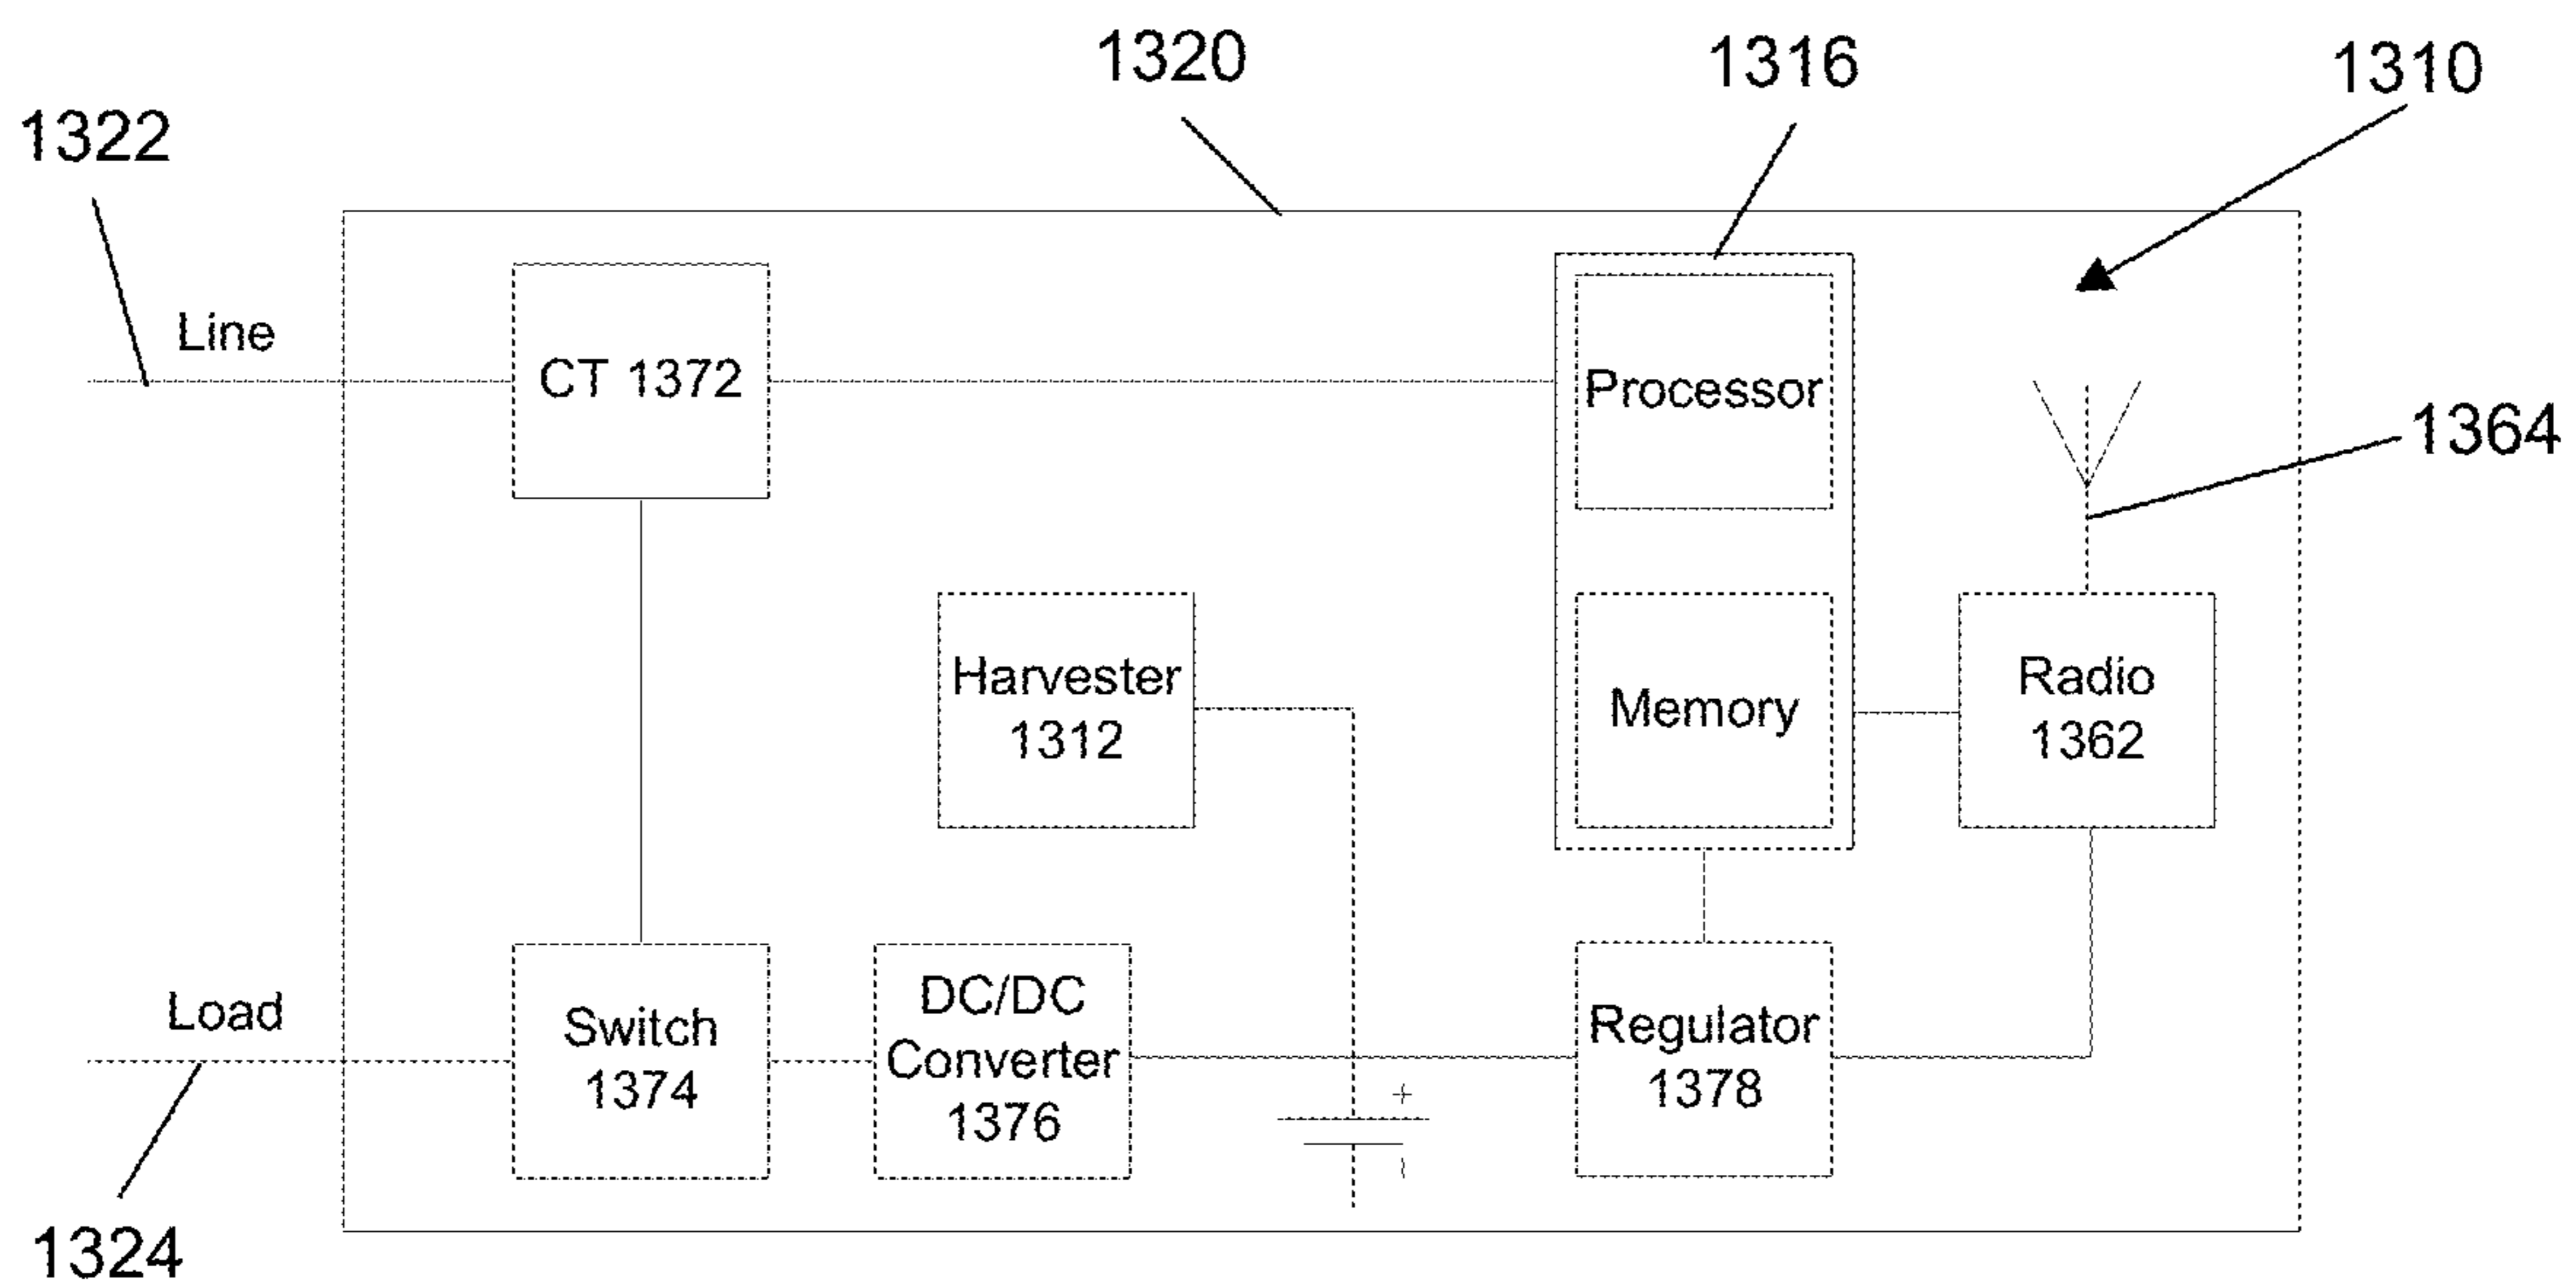 1320
1316
1310
1322
Line
CT 1372
Processor
1364
Harvester
1312
Memory
Radio
1362
Load
Switch
1374
DC/DC
Converter
1376
+
-
Regulator
1378
1324